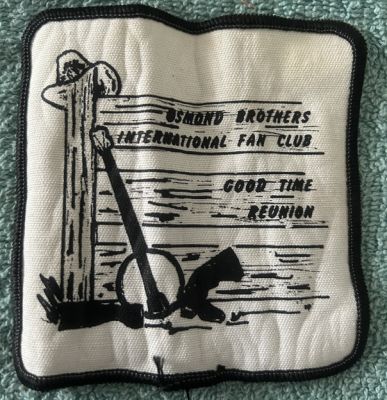 OSMOND BROTHERS
INTERNATIONAL FAN CLUB
GOOD TIME
REUNION